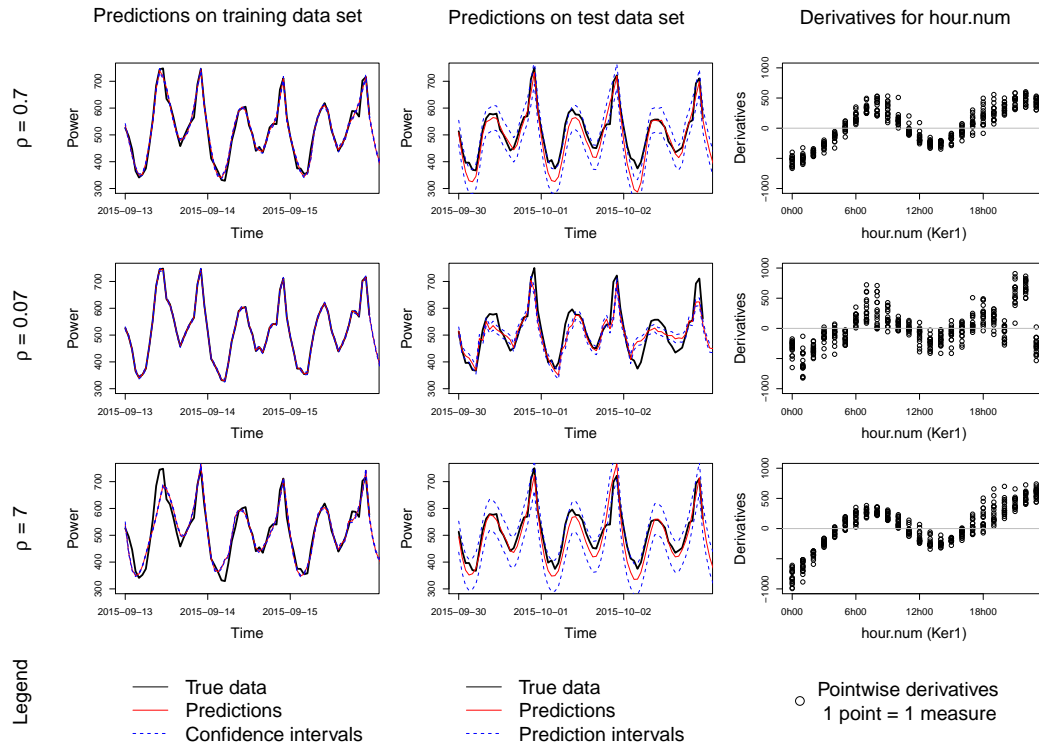 Predictions on training data set
Predictions on test data set
Derivatives for hour.num
ρ = 0.7
Power
300 400 500 600 700
2015−09−13 2015−09−14 2015−09−15
Time
Power
300 400 500 600 700
2015−09−30 2015−10−01 2015−10−02
Time
Derivatives
−1000 0 500 1000
0h00 6h00 12h00 18h00
hour.num (Ker1)
ρ = 0.07
Power
300 400 500 600 700
2015−09−13 2015−09−14 2015−09−15
Time
Power
300 400 500 600 700
2015−09−30 2015−10−01 2015−10−02
Time
Derivatives
−1000 0 500 1000
0h00 6h00 12h00 18h00
hour.num (Ker1)
ρ = 7
Power
300 400 500 600 700
2015−09−13 2015−09−14 2015−09−15
Time
Power
300 400 500 600 700
2015−09−30 2015−10−01 2015−10−02
Time
Derivatives
−1000 0 500 1000
0h00 6h00 12h00 18h00
hour.num (Ker1)
Legend
True data
Predictions
Confidence intervals
True data
Predictions
Prediction intervals
Pointwise derivatives
1 point = 1 measure